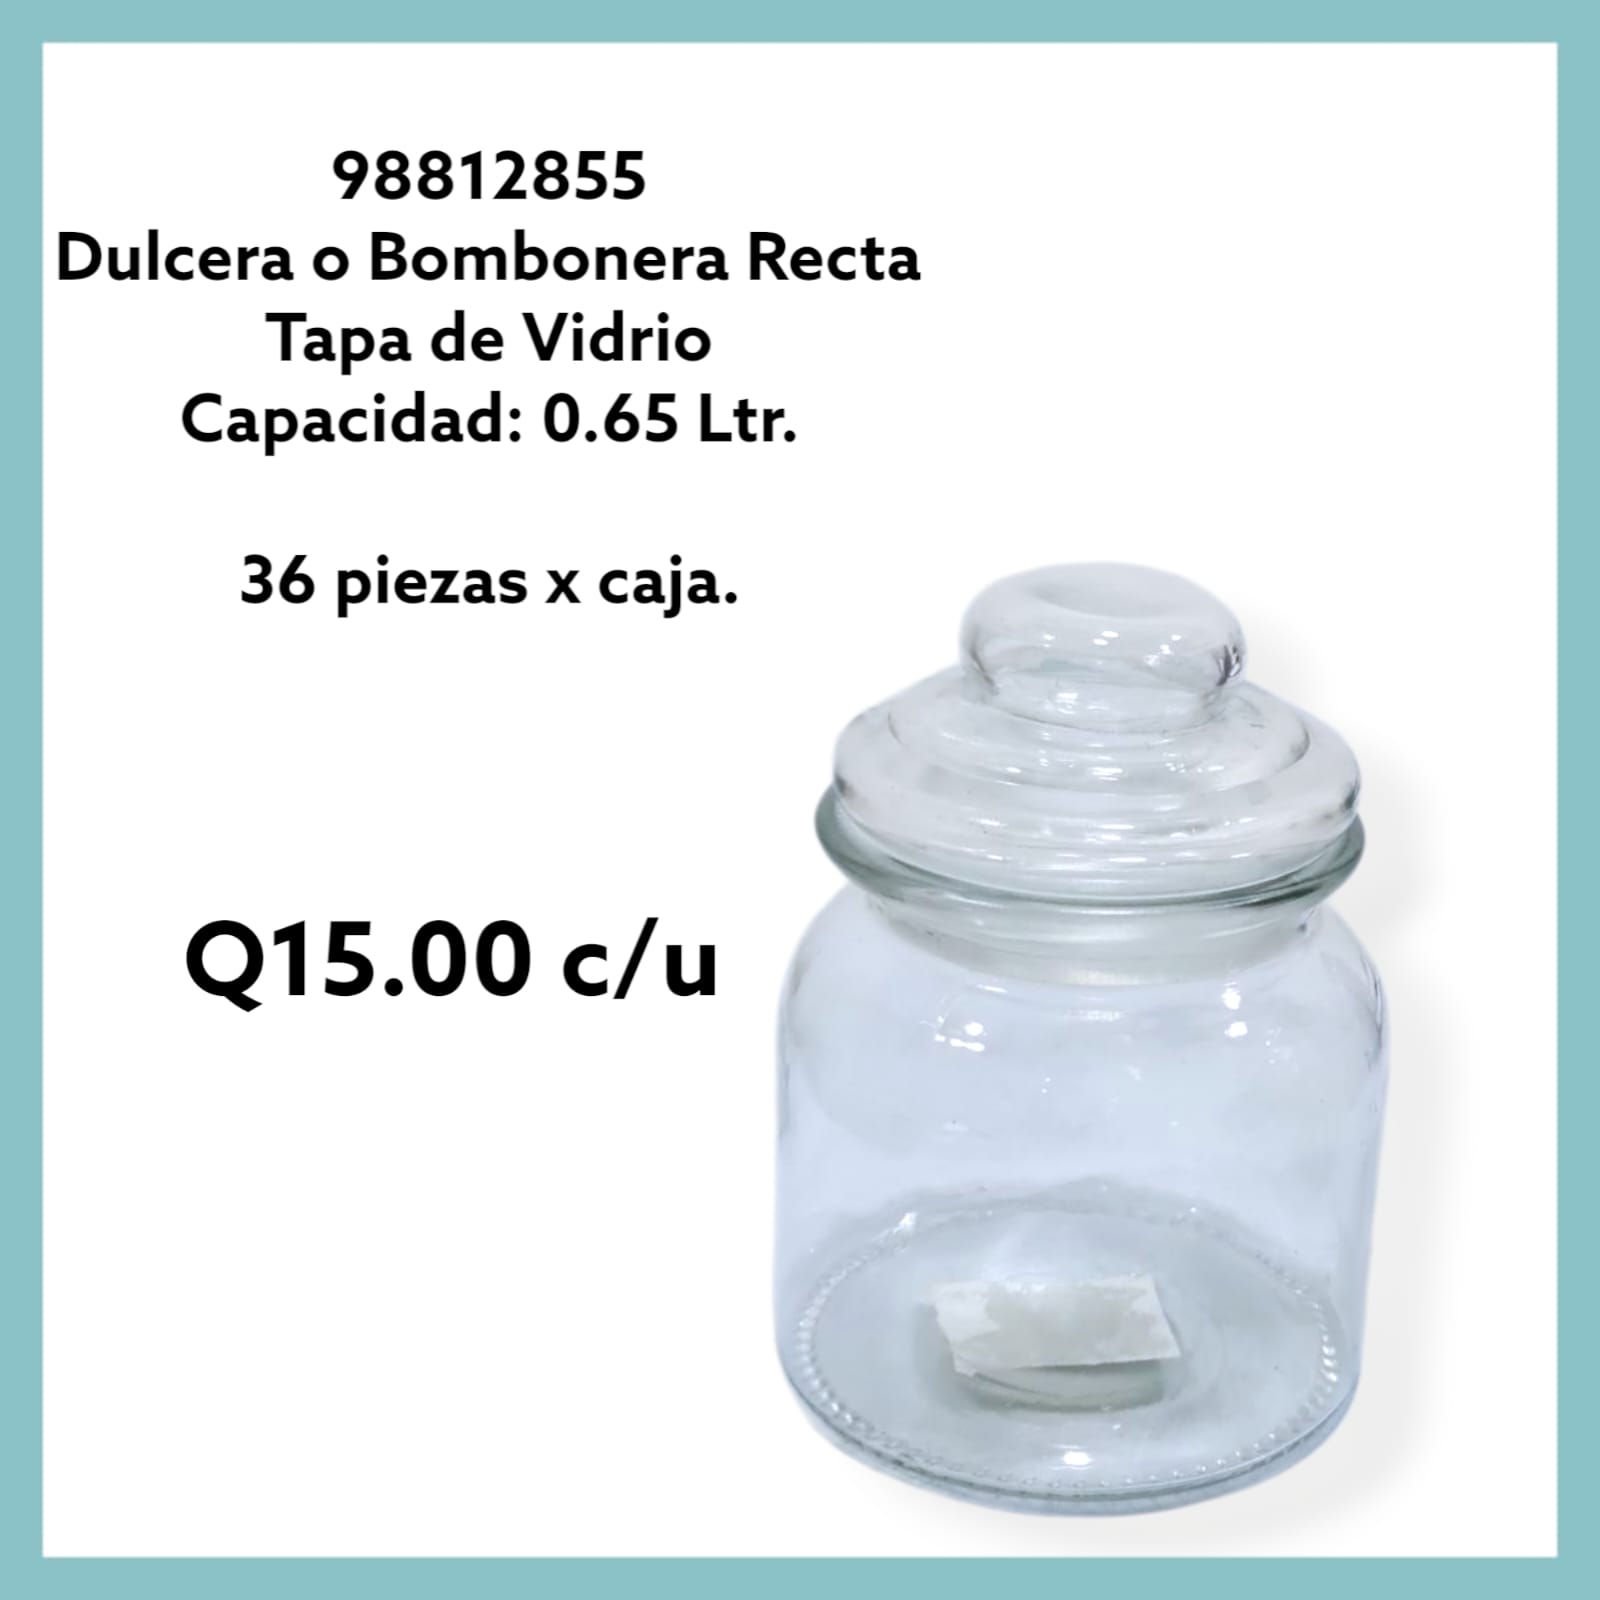 98812855
Dulcera o Bombonera Recta
Tapa de Vidrio
Capacidad: 0.65 Ltr.
36 piezas x caja.
Q15.00 c/u